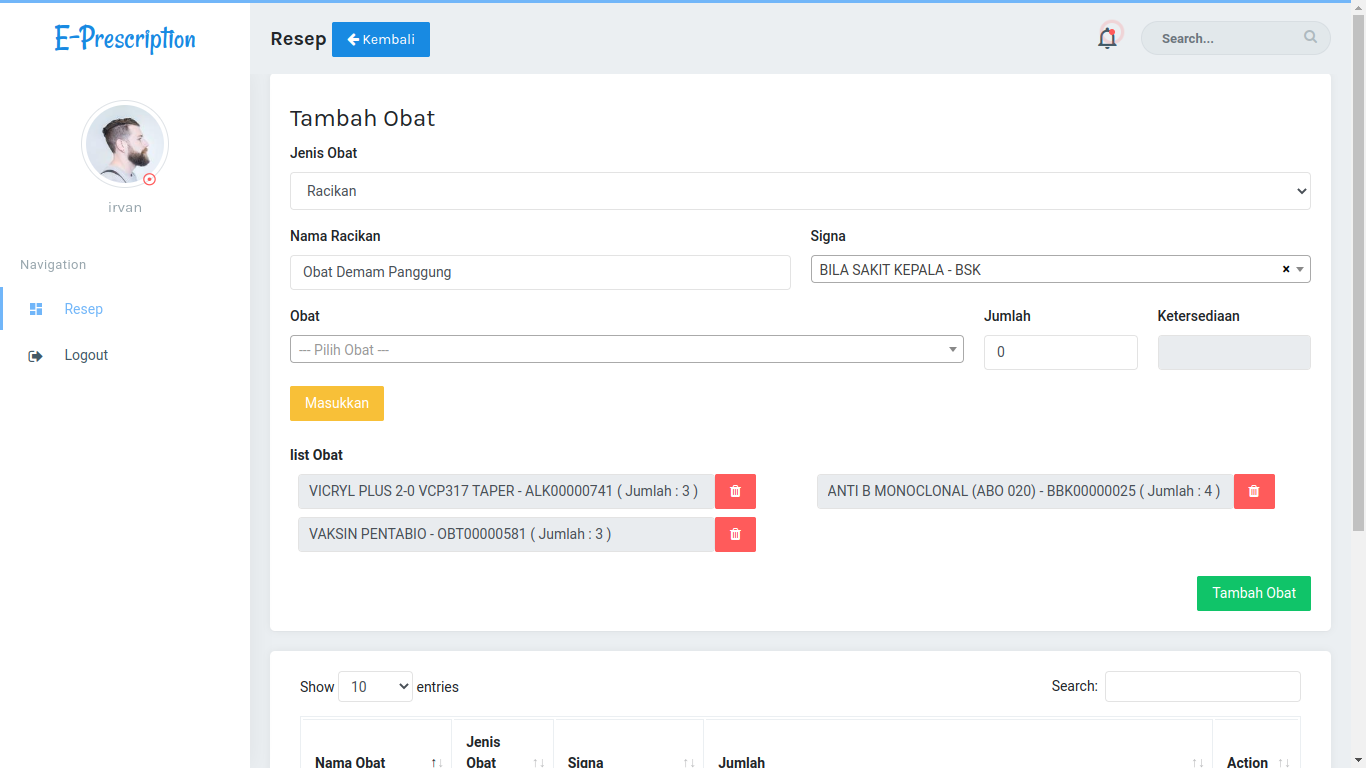 E-Prescription
irvan
Navigation
Resep
Logout
Resep
Kembali
Search...
Tambah Obat
Jenis Obat
Racikan
Nama Racikan
Signa
Obat Demam Panggung
BILA SAKIT KEPALA - BSK
×
Obat
Jumlah
Ketersediaan
--- Pilih Obat ---
0
Masukkan
list Obat
VICRYL PLUS 2-0 VCP317 TAPER - ALK00000741 ( Jumlah : 3 )
ANTI B MONOCLONAL (ABO 020) - BBK00000025 ( Jumlah : 4 )
VAKSIN PENTABIO - OBT00000581 ( Jumlah : 3 )
Tambah Obat
Show 10 entries
Search:
Nama Obat
Jenis
Obat
Signa
Jumlah
Action